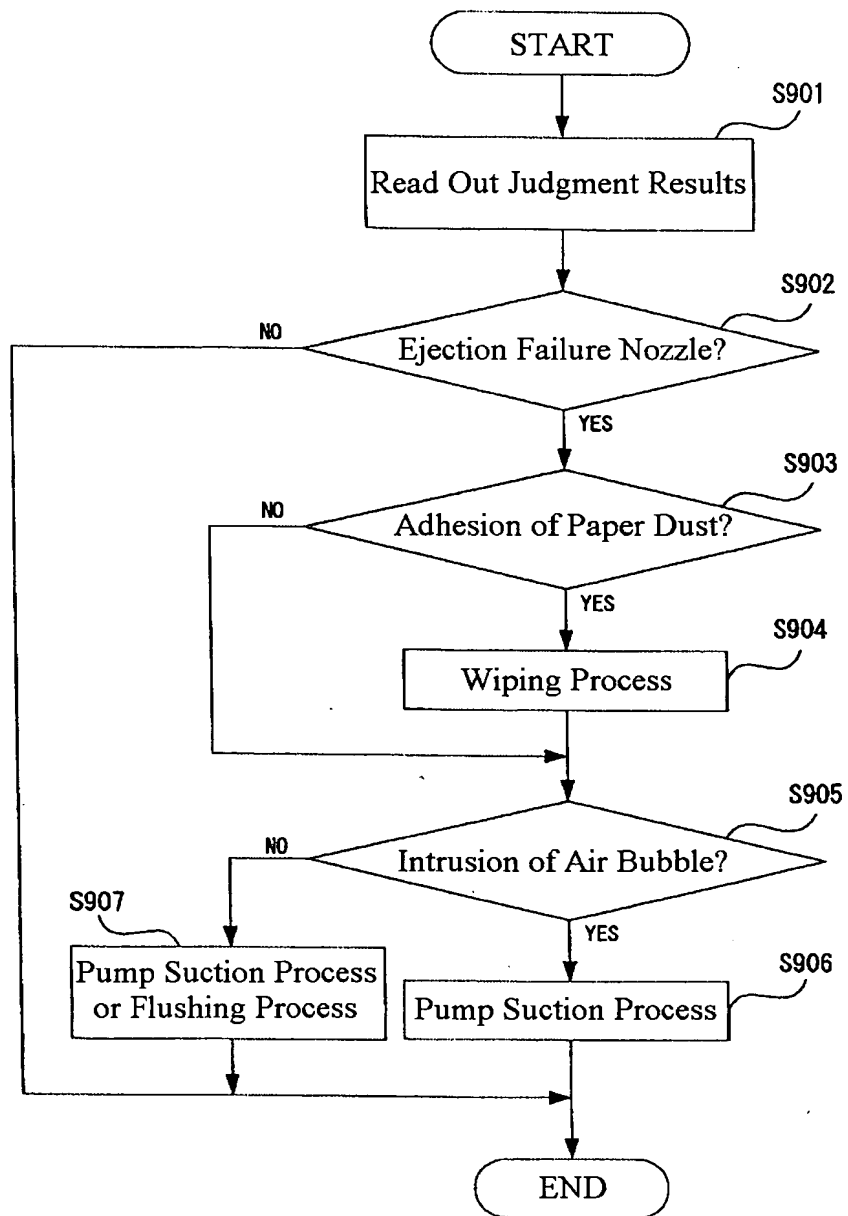 START
S901
Read Out Judgment Results
S902
NO
Ejection Failure Nozzle?
YES
S903
NO
Adhesion of Paper Dust?
YES
S904
Wiping Process
S905
NO
Intrusion of Air Bubble?
S907
YES
Pump Suction Process
or Flushing Process
S906
Pump Suction Process
END